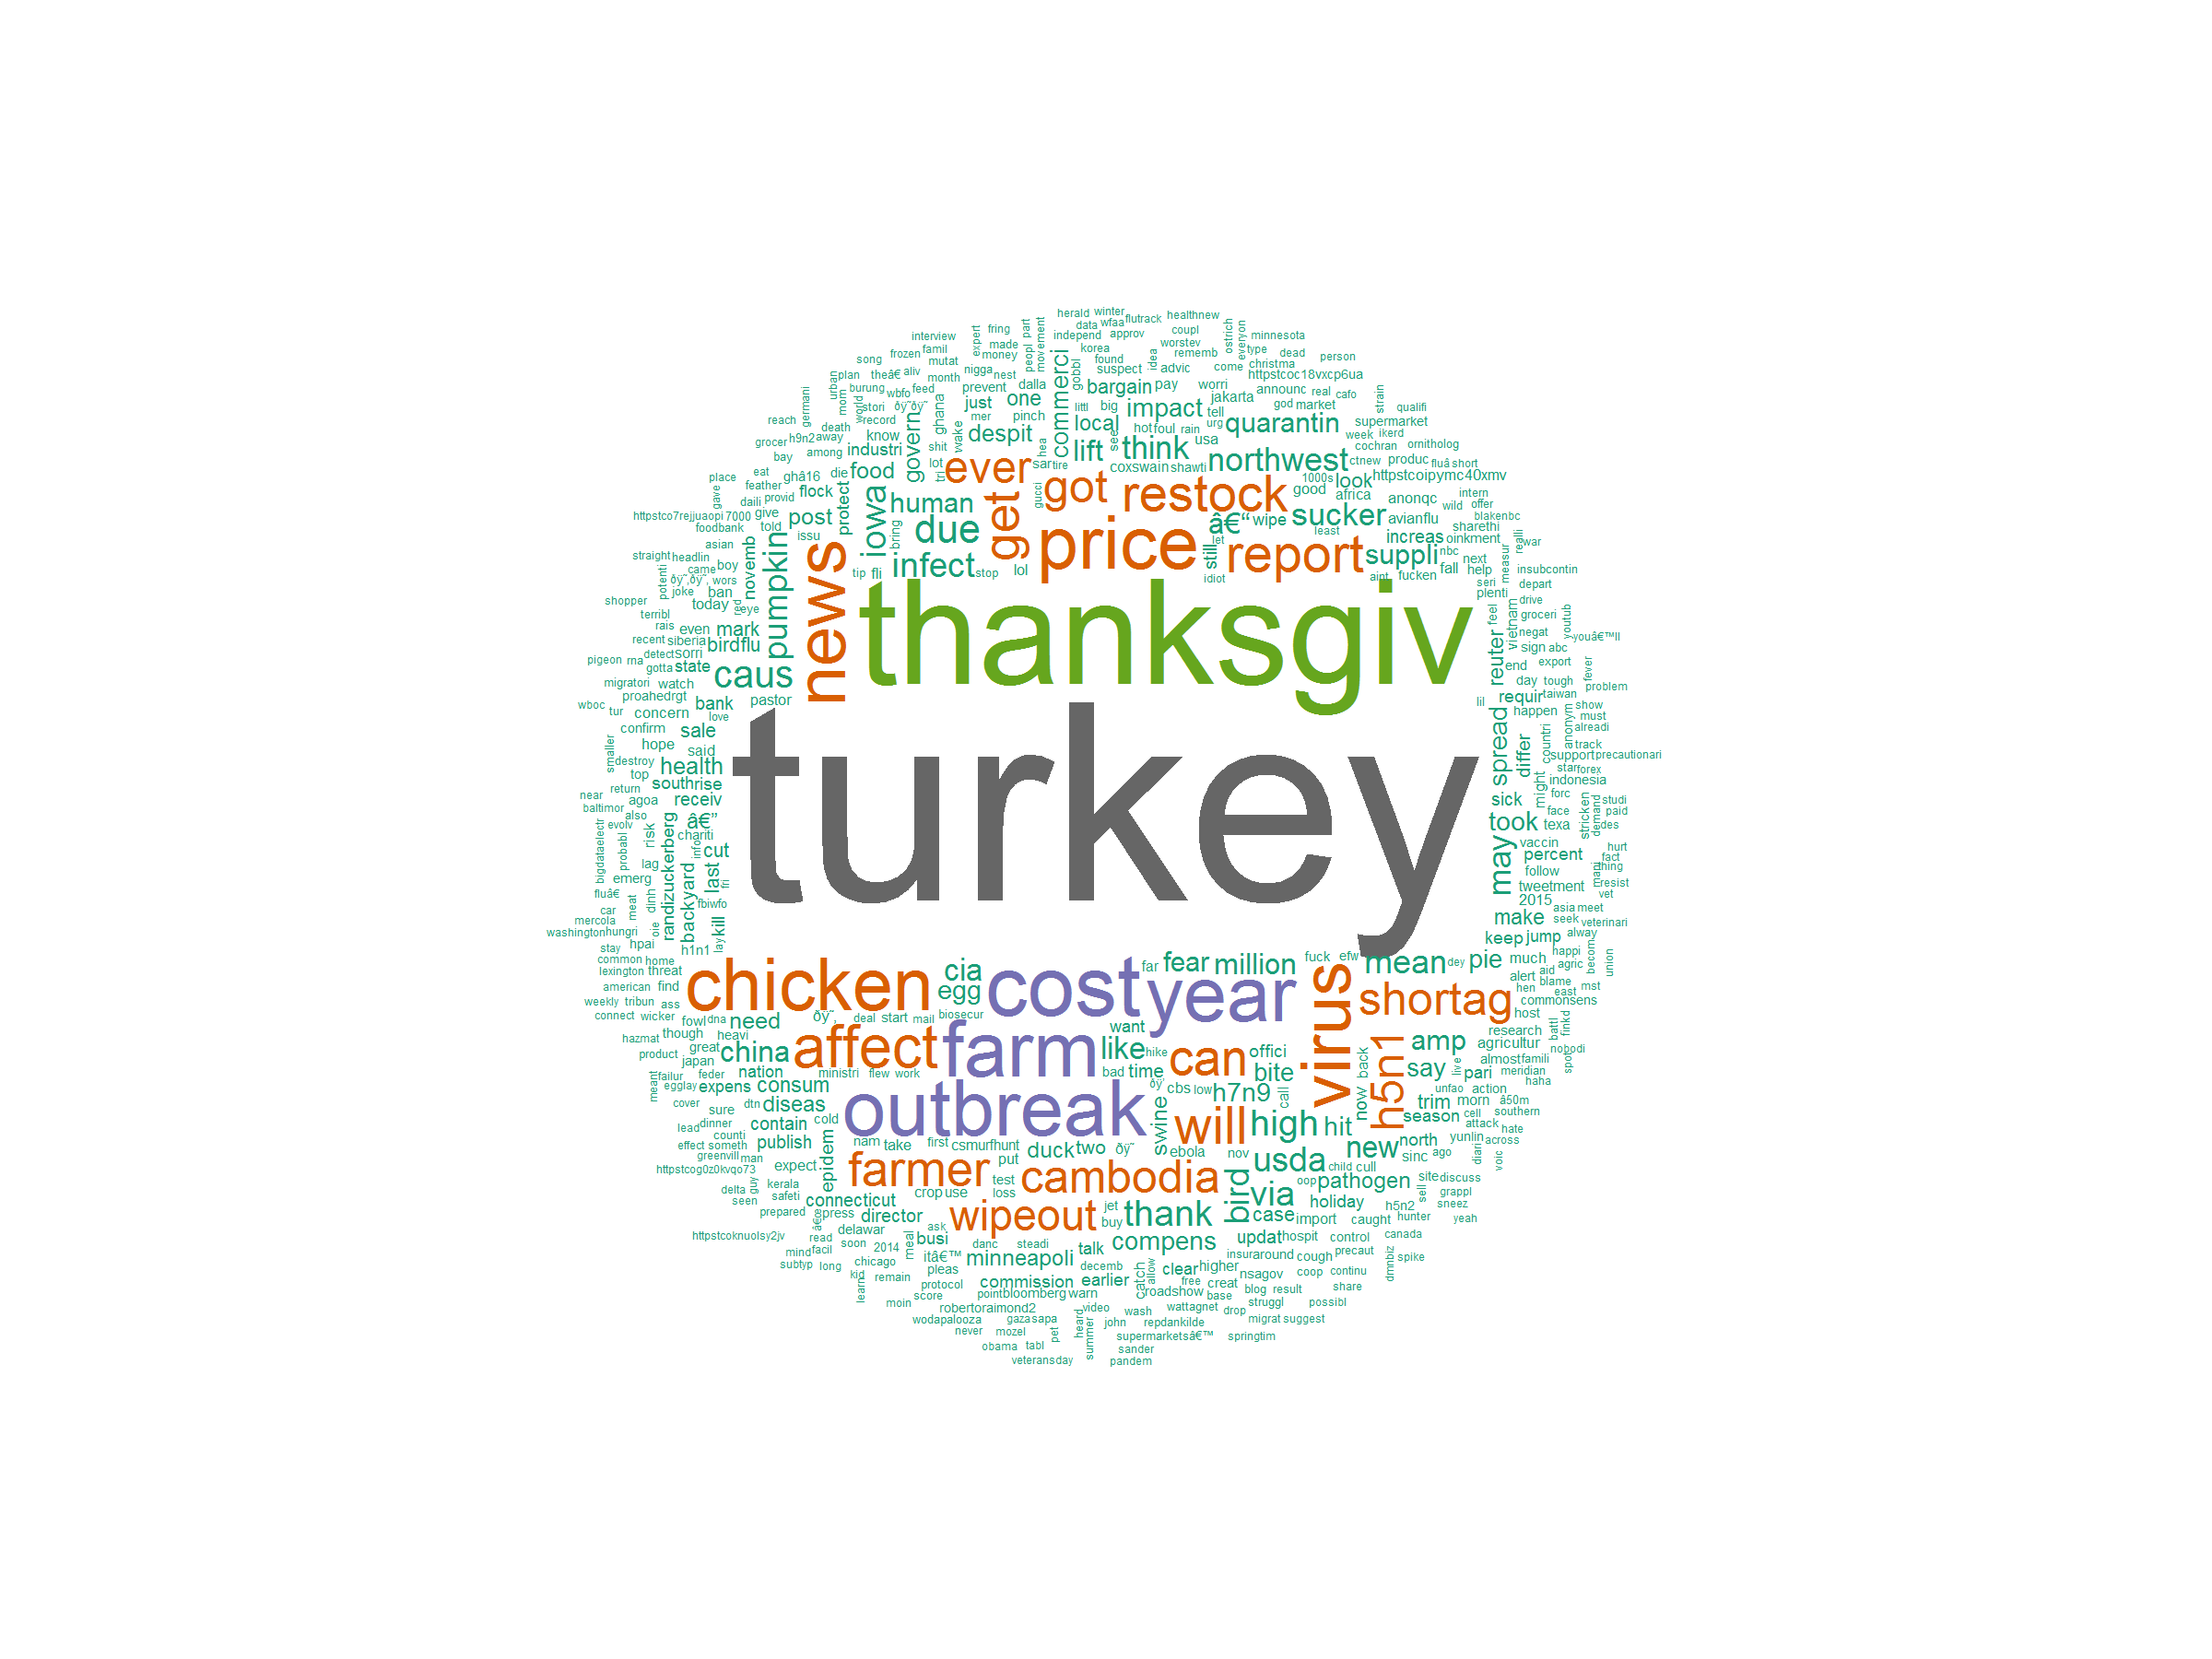 herald winter
healthnew
data wfaa flutrack
interview
expert
fring
part
movement
independ approv
coupl
ostrich
everyon
minnesota
made
peopl
korea
worstev
type
dead
song
frozen
famil
money
found
idea
rememb
person
mutat
gobbl
suspect
advic
come
christma
urban
plan
theâ€
aliv
month
nigga
nest
commerci
httpstcoc18vxcp6ua
germani
mom
burung
wbfo
feed
prevent
dalla
bargain
pay
worri
announc
real
cafo
strain
world
stori
ðŸ˜ðŸ˜
ghana
just
one
littl
big
impact
jakarta
god
market
qualifi
reach
record
mer
pinch
local
tell
supermarket
death
govern
wake
despit
hot
foul
rain
urg
quarantin
week
ikerd
grocer
h9n2
away
know
shit
hea
see
lift
think
usa
cochran
ornitholog
bay
among
industri
lot
ever
sar
tire
coxswain
shawti
northwest
ctnew
produc
fluâ
short
eat
die
food
tri
place
ghâ16
got
restock
1000s
look
httpstcoipymc40xmv
feather
flock
protect
iowa
human
get
gucci
good
africa
anonqc
intern
gave
daili
provid
wild
offer
httpstco7rejjuaopi
7000
give
post
due
price
â€“
wipe
sucker
avianflu
blakenbc
foodbank
told
bring
least
sharethi
asian
issu
news
infect
let
still
report
increas
oinkment
realli
war
straight
headlin
novemb
pumpkin
stop
lol
suppli
nbc
next
measur
came
boy
tip
fli
idiot
fall
help
insubcontin
potenti
ðŸ˜‚ðŸ˜‚
wors
aint
fucken
seri
depart
joke
ban
thanksgiv
plenti
shopper
today
red
eye
drive
terribl
feel
vietnam
groceri
youtub
rais
even
mark
reuter
negat
youâ€™ll
recent
siberia
birdflu
sign
abc
detect
sorri
pigeon
rna
gotta
state
caus
end
export
fever
migratori
watch
day
tough
problem
proahedrgt
bank
pastor
requir
taiwan
wboc
tur
concern
love
lil
happen
anonym
show
must
confirm
sale
turkey
spread
differ
countri
alreadi
smaller
hope
said
track
destroy
health
support
precautionari
top
star
forex
return
south
rise
might
indonesia
near
agoa
receiv
sick
forc
studi
baltimor
also
â€”
face
stricken
demand
paid
evolv
risk
randizuckerberg
chariti
took
texa
des
bigdataelectr
probabl
info
cut
vaccin
hurt
lag
backyard
last
may
percent
fact
emerg
fri
follow
mani
thing
fluâ€
meat
dinh
tweetment
resist
car
kill
fbiwfo
2015
vet
mercola
asia
meet
washington
hungri
oie
make
seek
veterinari
stay
hpai
h1n1
lay
keep
jump
alway
common
home
fuck
efw
happi
becom
union
lexington
threat
chicken
cia
cost
year
far
fear
million
virus
mean
dey
pie
much
agric
american
find
egg
shortag
alert
aid
weekly
tribun
ass
hen
blame
east
mst
commonsens
connect
wicker
fowl
dna
need
ðŸ˜‚
deal
start
mail
biosecur
host
battl
finkd
hazmat
though
heavi
want
research
nobodi
product
great
china
affect
farm
like
hike
can
offici
h5n1
amp
agricultur
japan
almost
famili
failur
feder
nation
ministri
flew
work
bad
time
bite
back
say
live
pari
meridian
spot
meant
egglay
expens
consum
ðŸ’
cbs
low
h7n9
call
now
haha
unfao
action
cover
dtn
diseas
outbreak
trim
morn
â50m
sure
cell
southern
lead
dinner
contain
cold
swine
will
high
hit
season
attack
counti
hate
effect
someth
publish
nam
take
first
csmurfhunt
duck
two
ðŸ˜
ebola
nov
new
north
yunlin
across
greenvill
man
epidem
put
sinc
ago
diari
voic
httpstcog0z0kvqo73
expect
farmer
cambodia
usda
child
cull
test
bird
oop
pathogen
site
discuss
delta
guy
kerala
crop
use
loss
via
sell
grappl
seen
safeti
connecticut
holiday
h5n2
sneez
prepared
â€œ
press
director
wipeout
jet
thank
case
import
caught
hunter
yeah
buy
delawar
ask
httpstcoknuolsy2jv
read
busi
compens
updat
hospit
control
canada
mind
facil
soon
2014
meal
danc
steadi
talk
insur
around
cough
precaut
dmnbiz
spike
subtyp
long
chicago
itâ€™
minneapoli
decemb
catch
allow
clear
higher
kid
remain
pleas
nsagov
coop
continu
learn
protocol
commission
earlier
free
creat
share
score
point
bloomberg
warn
roadshow
base
blog
result
moin
robertoraimond2
video
wash
wattagnet
drop
struggl
possibl
wodapalooza
gaza
sapa
heard
john
repdankilde
migrat
suggest
never
mozel
pet
summer
supermarketsâ€™
springtim
obama
tabl
sander
veteransday
pandem